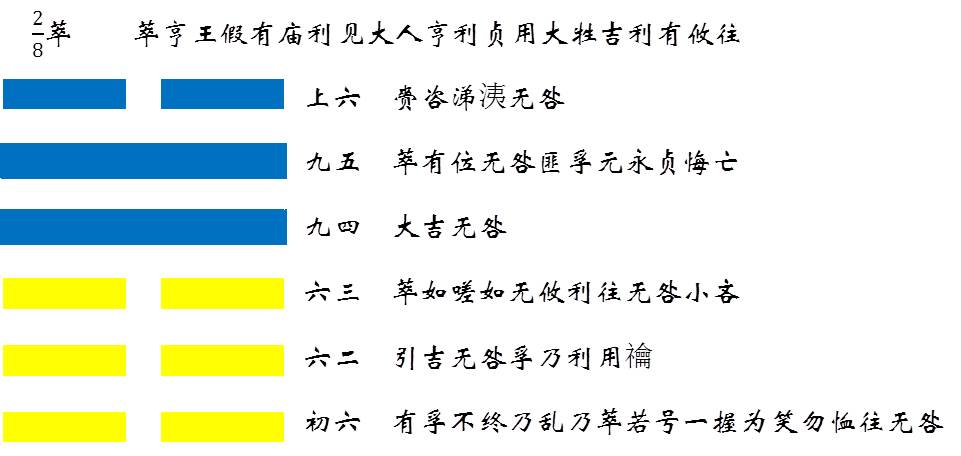 2/8萃 萃亨王假有庙利见大人亨利贞用大牲吉利有攸往
上六 赍咨涕洟无咎
九五 萃有位无咎匪孚元永贞悔亡
九四 大吉无咎
六三 萃如嗟如无攸利往无咎小吝
六二 引吉无咎孚乃利用禴
初六 有孚不终乃乱乃萃若号一握为笑勿恤往无咎